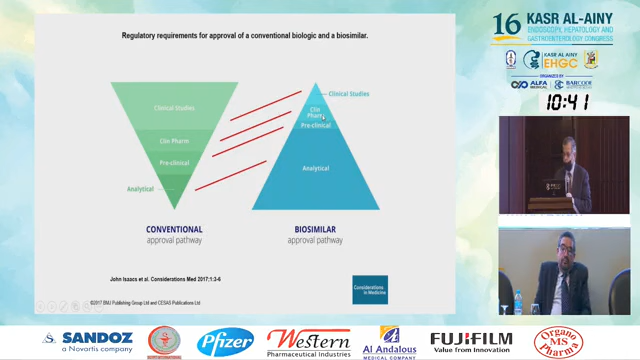 Regulatory requirements for approval of a conventional biologic and a biosimilar.
Clinical Studies
Clin Pharm
Pre-clinical
Analytical
CONVENTIONAL
approval pathway
Clinical Studies
Clin
Pharm
Pre-clinical
Analytical
BIOSIMILAR
approval pathway
John Isaacs et al. Considerations Med 2017;1:3-6
Considerations
in Medicine
©2017 BMJ Publishing Group Ltd and CESAS Publications Ltd
16 KASR AL-AINY
ENDOSCOPY, HEPATOLOGY AND
GASTROENTEROLOGY CONGRESS
KASR AL-AINY
EHGC
ORGANIZED BY
ALFA
MEDICAL
BARCODE
10:41
SANDOZ
a Novartis company
Pfizer
Western
Pharmaceutical Industries
Al Andalous
MEDICAL COMPANY
FUJIFILM
Value from Innovation
Organo
MS
Pharma